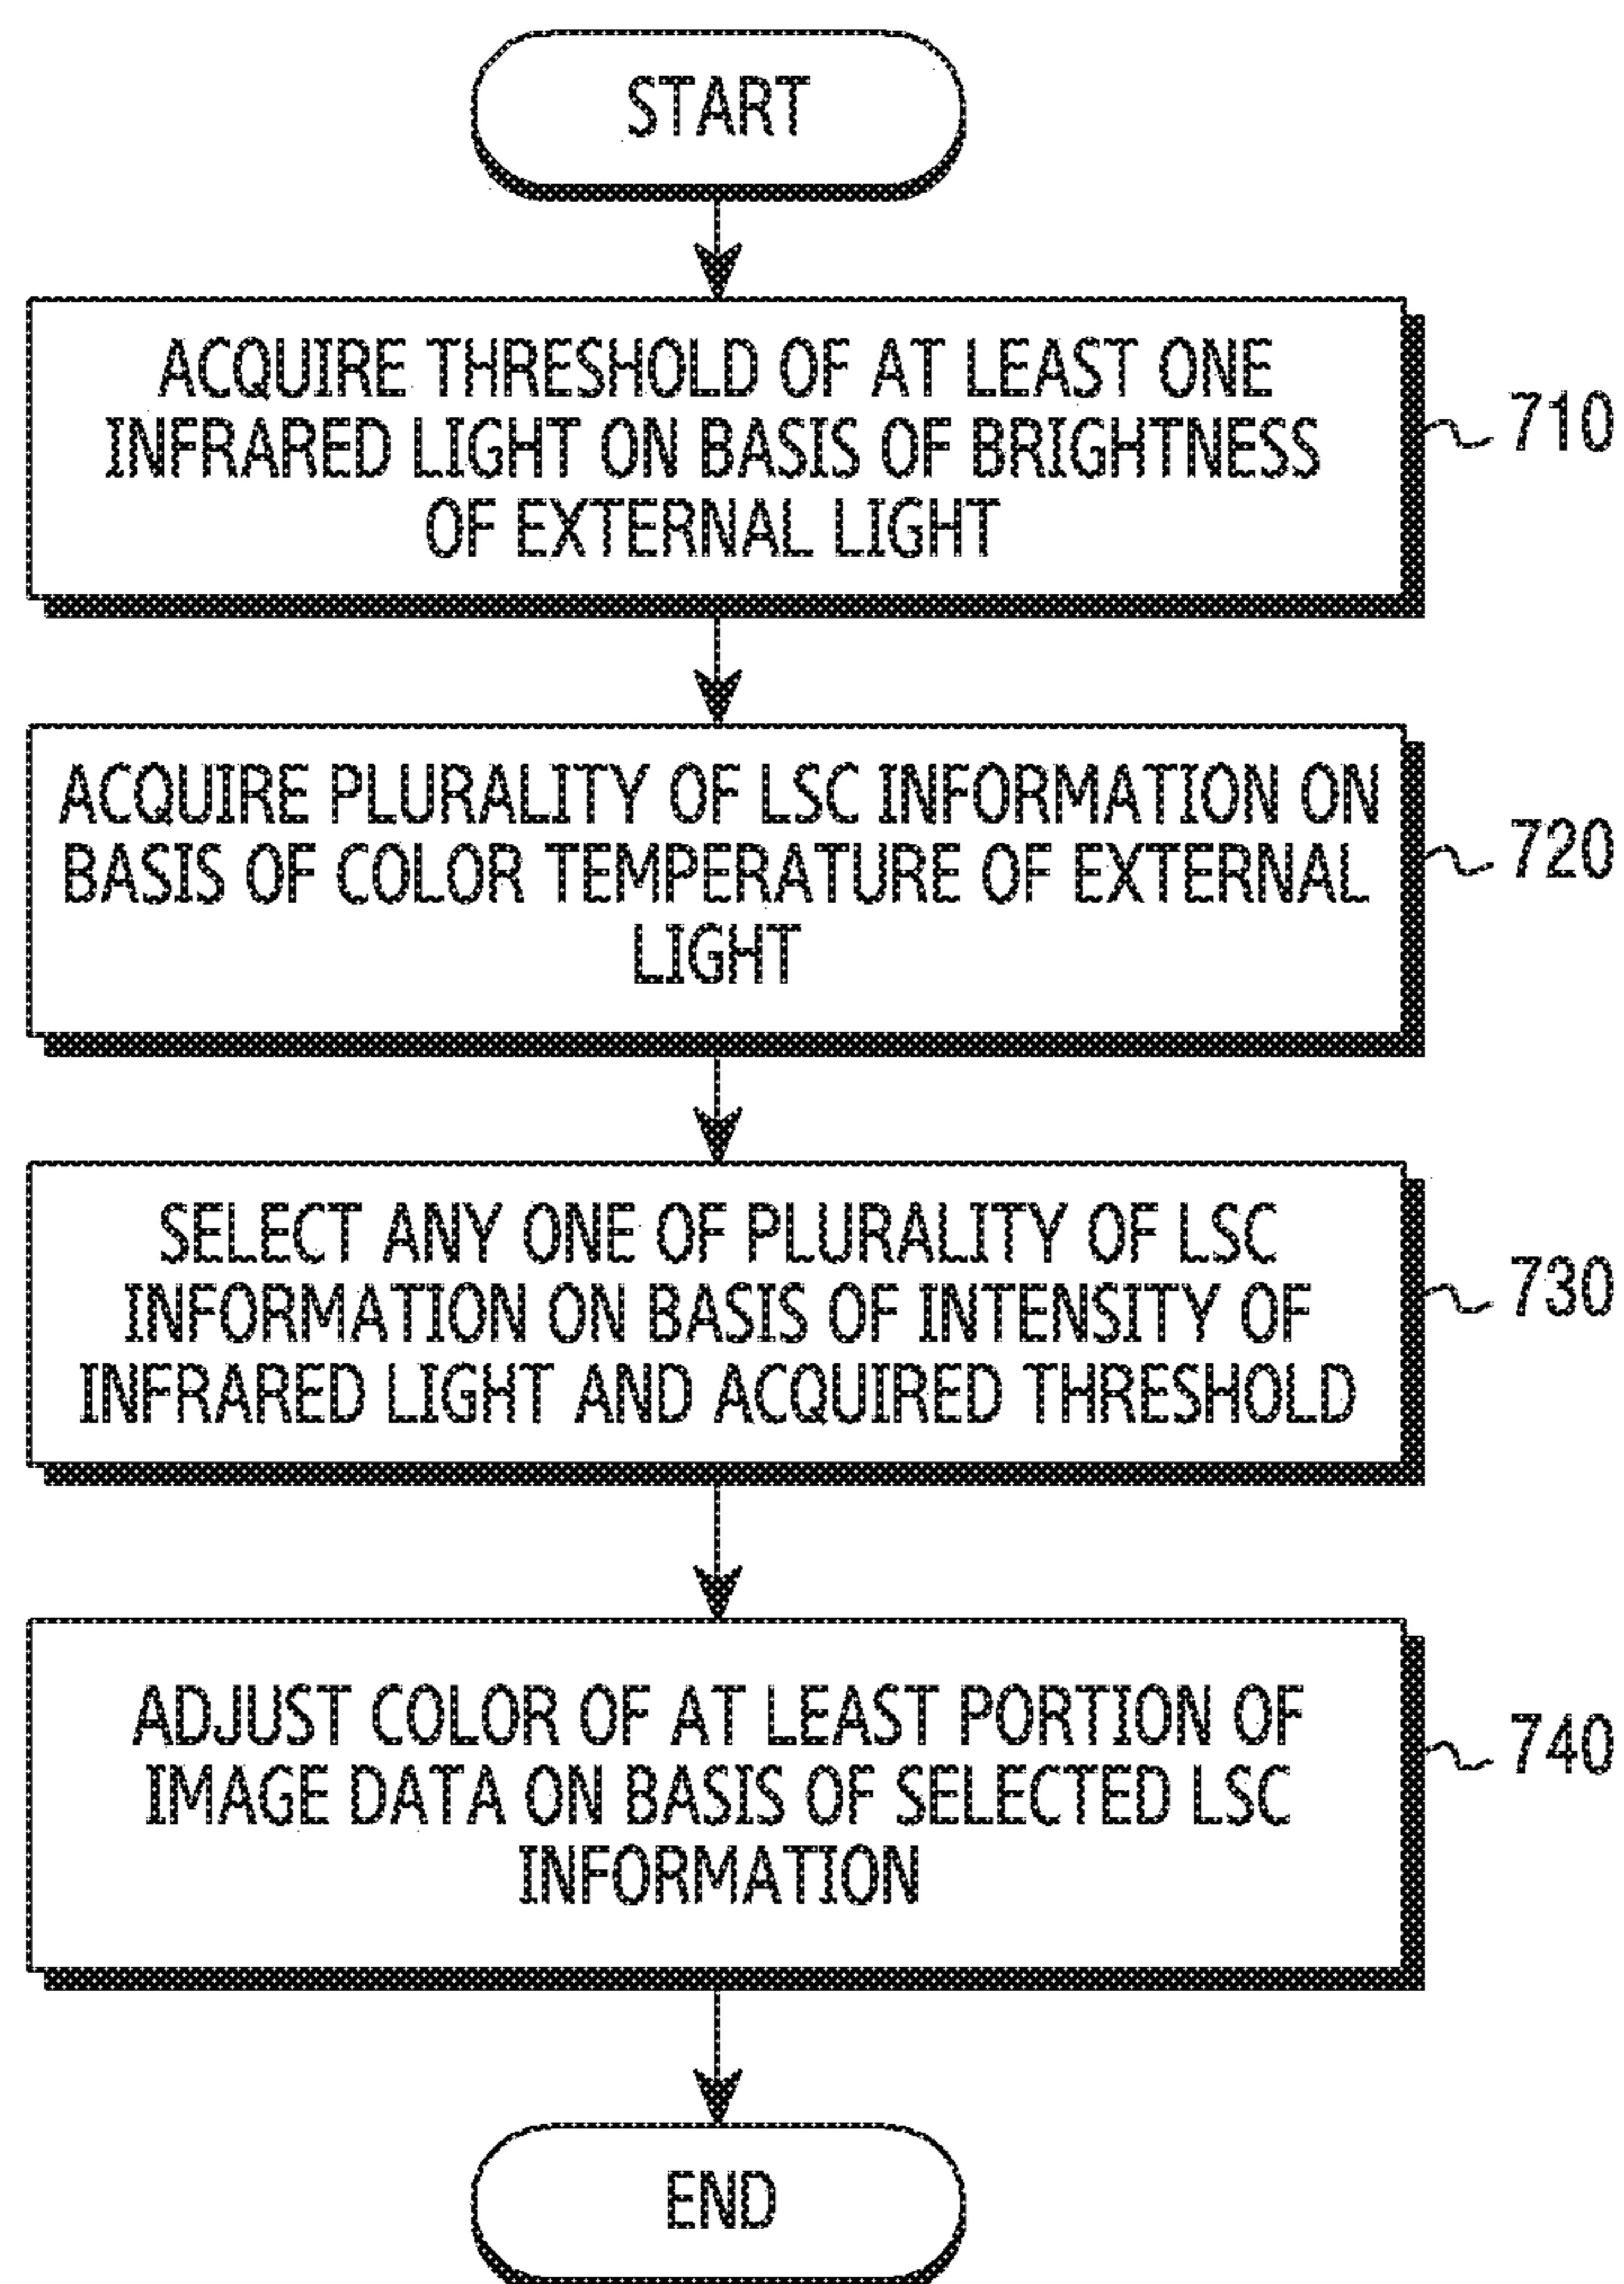 START
ACQUIRE THRESHOLD OF AT LEAST ONE
INFRARED LIGHT ON BASIS OF BRIGHTNESS
OF EXTERNAL LIGHT
710
ACQUIRE PLURALITY OF LSC INFORMATION ON
BASIS OF COLOR TEMPERATURE OF EXTERNAL
LIGHT
720
SELECT ANY ONE OF PLURALITY OF LSC
INFORMATION ON BASIS OF INTENSITY OF
INFRARED LIGHT AND ACQUIRED THRESHOLD
730
ADJUST COLOR OF AT LEAST PORTION OF
IMAGE DATA ON BASIS OF SELECTED LSC
INFORMATION
740
END